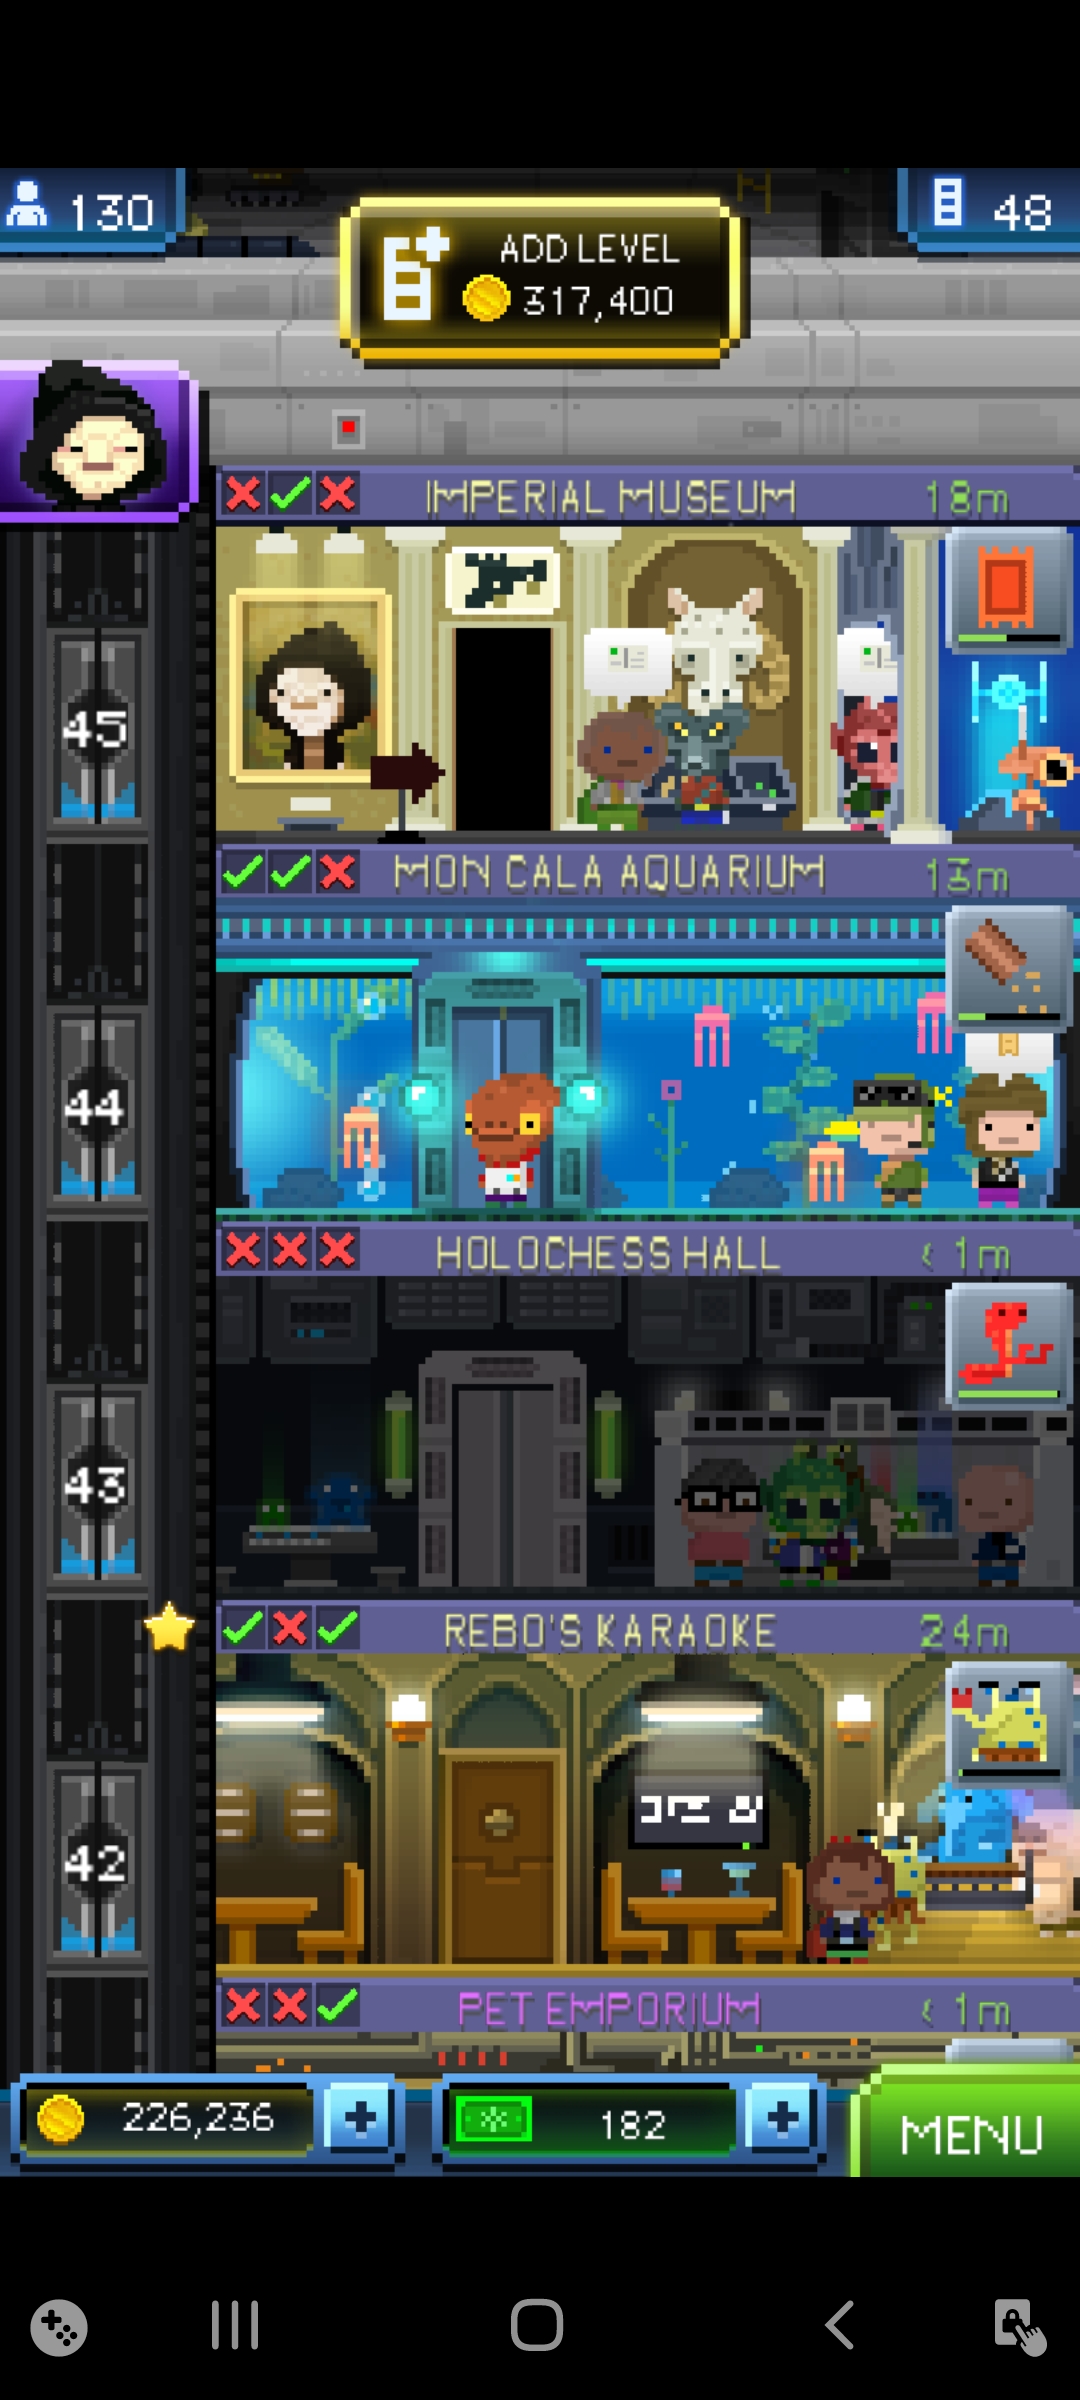 130
ADD LEVEL
317,400
48
IMPERIAL MUSEUM 18m
45
MON CALA AQUARIUM 13m
44
HOLOCHESS HALL < 1m
43
REBO'S KARAOKE 24m
42
PET EMPORIUM < 1m
226,236 + 182 + MENU